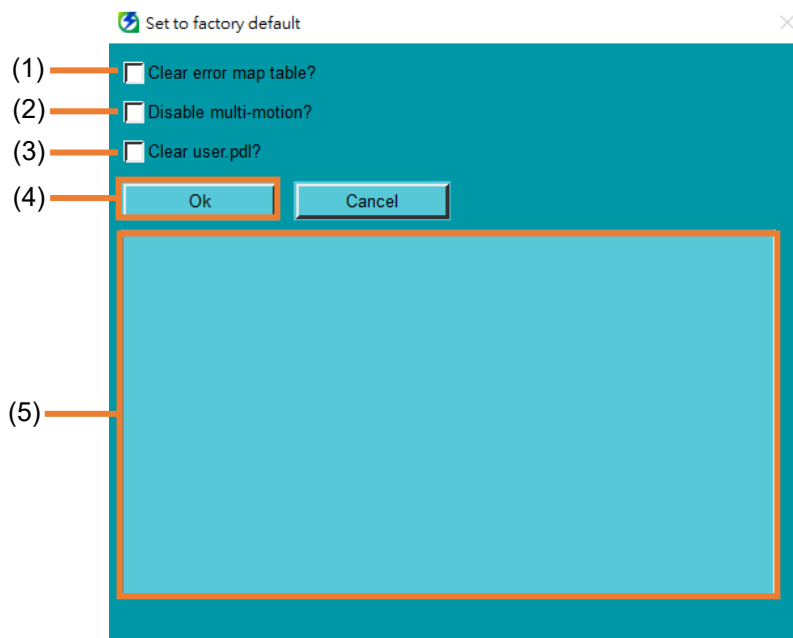 Set to factory default
(1) Clear error map table?
(2) Disable multi-motion?
(3) Clear user.pdl?
(4) Ok Cancel
(5)